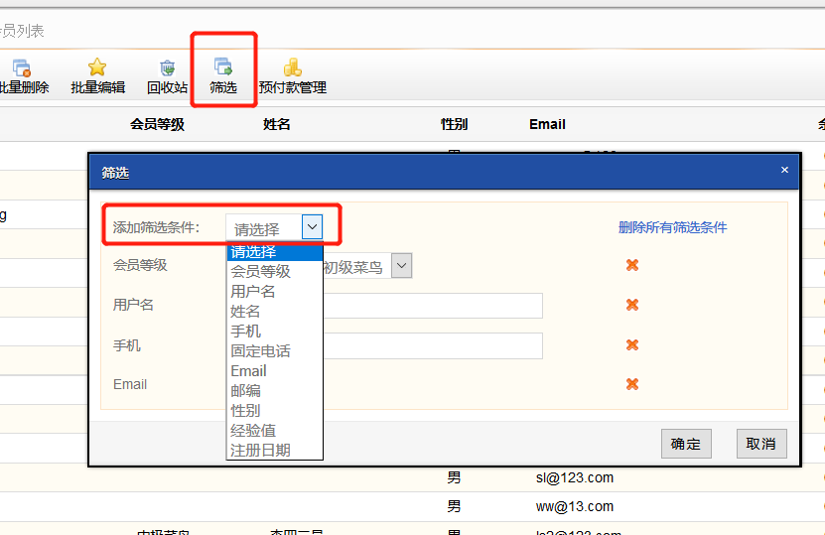 员列表
批量删除 批量编辑 回收站 筛选 预付款管理
会员等级 姓名 性别 Email
g
筛选 ×
添加筛选条件: 请选择 删除所有筛选条件
请选择
会员等级 会员等级 初级菜鸟
用户名 用户名
姓名
手机 手机
固定电话
Email Email
邮编
性别
经验值
注册日期
确定 取消
男 sl@123.com
男 ww@13.com